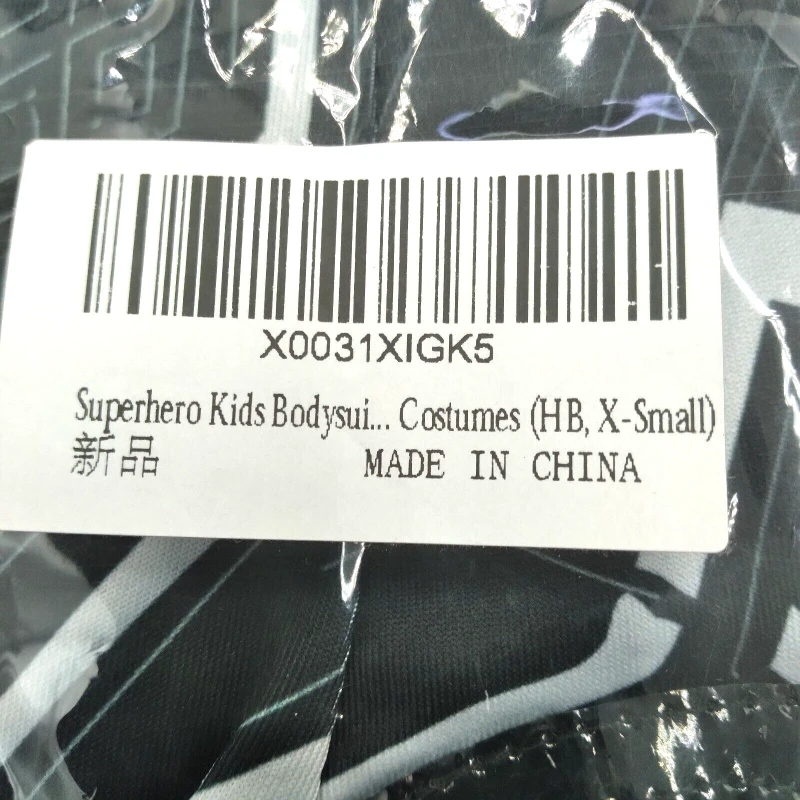 X0031XIGK5
Superhero Kids Bodysui... Costumes (HB, X-Small)
新品 MADE IN CHINA